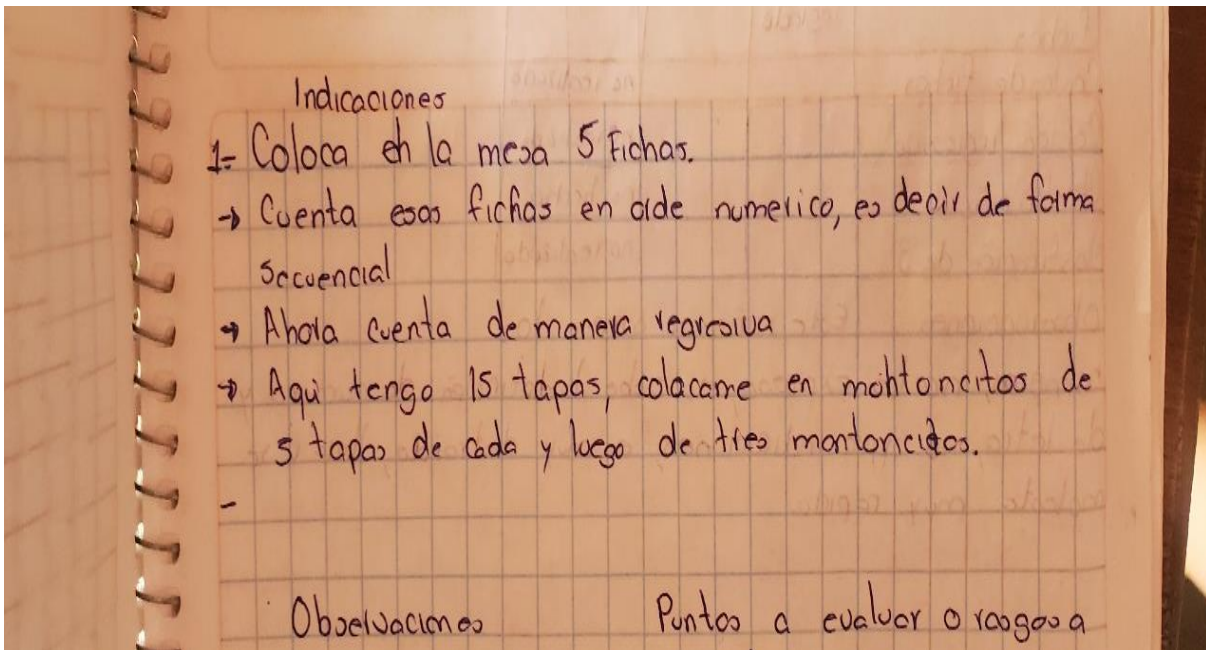 Indicaciones
1- Coloca en la mesa 5 Fichas.
→ Cuenta esas fichas en orde numerico, es decir de forma
secuencial
→ Ahora cuenta de manera regresiva
→ Aqui tengo 15 tapas, colacame en montoncitos de
5 tapas de cada y luego de tres montoncitos.
-
Observaciones Puntos a evaluar o rasgos a